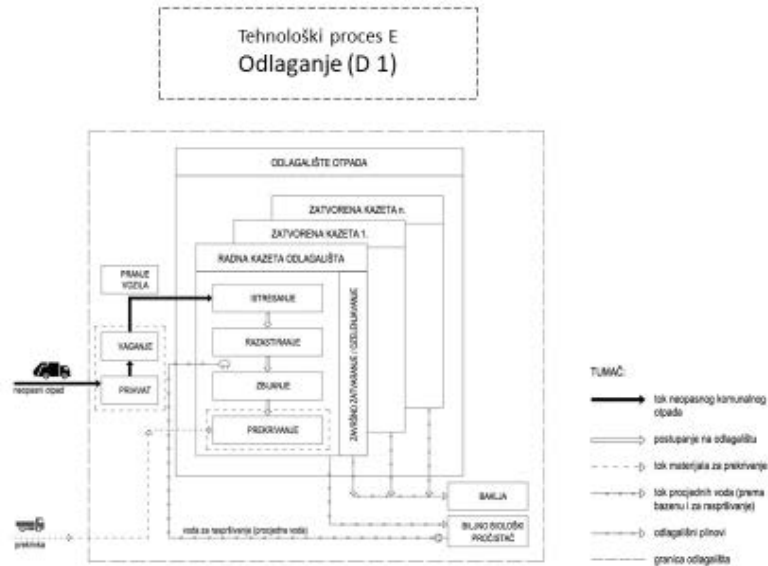 Tehnološki proces E
Odlaganje (D 1)
ODLAGALIŠTE OTPADA
ZATVORENA KAZETA n.
ZATVORENA KAZETA 1.
RADNA KAZETA ODLAGALIŠTA
PRANJE
VOZILA
ISTRESANJE
VAGANJE
RAZASTIRANJE
neopasni otpad
PRIHVAT
ZBIJANJE
PREKRIVANJE
ZAVRŠNO ZATVARANJE / OZELENJAVANJE
BAKLJA
prekrivka
voda za raspršivanje (procjedna voda)
BILJNO BIOLOŠKI
PROČISTAČ
TUMAČ:
tok neopasnog komunalnog
otpada
postupanje na odlagalištu
tok materijala za prekrivanje
tok procjednih voda (prema
bazenu i za raspršivanje)
odlagališni plinovi
granica odlagališta